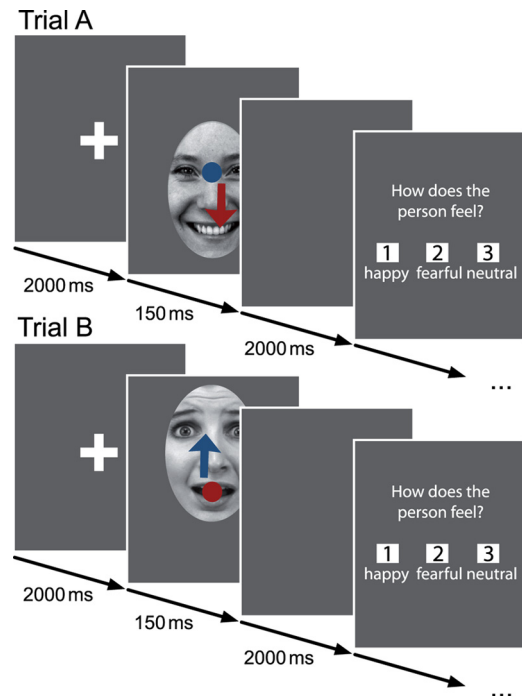 Trial A
How does the
person feel?
1 2 3
happy fearful neutral
2000 ms
150 ms
2000 ms
...
Trial B
How does the
person feel?
1 2 3
happy fearful neutral
2000 ms
150 ms
2000 ms
...